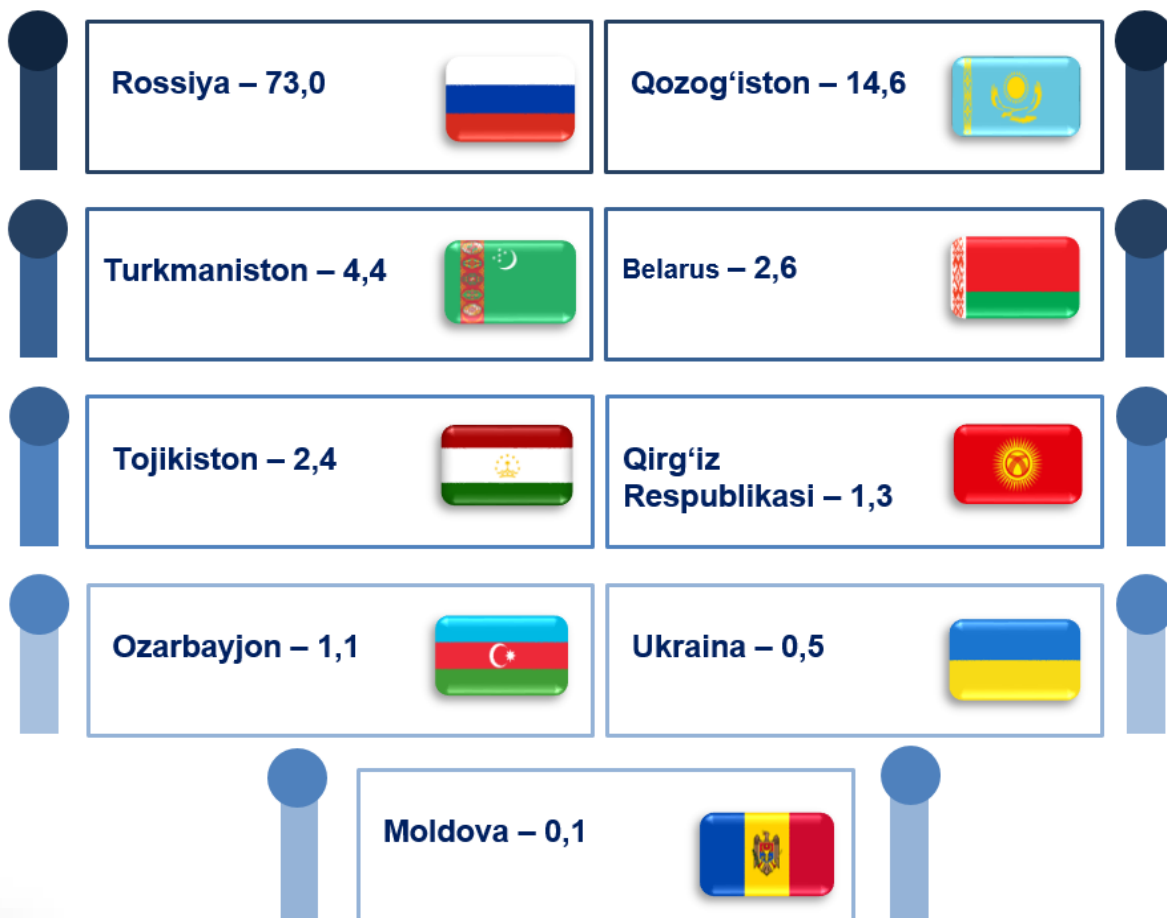 Rossiya – 73,0
Qozog‘iston – 14,6
Turkmaniston – 4,4
Belarus – 2,6
Tojikiston – 2,4
Qirg‘iz
Respublikasi – 1,3
Ozarbayjon – 1,1
Ukraina – 0,5
Moldova – 0,1